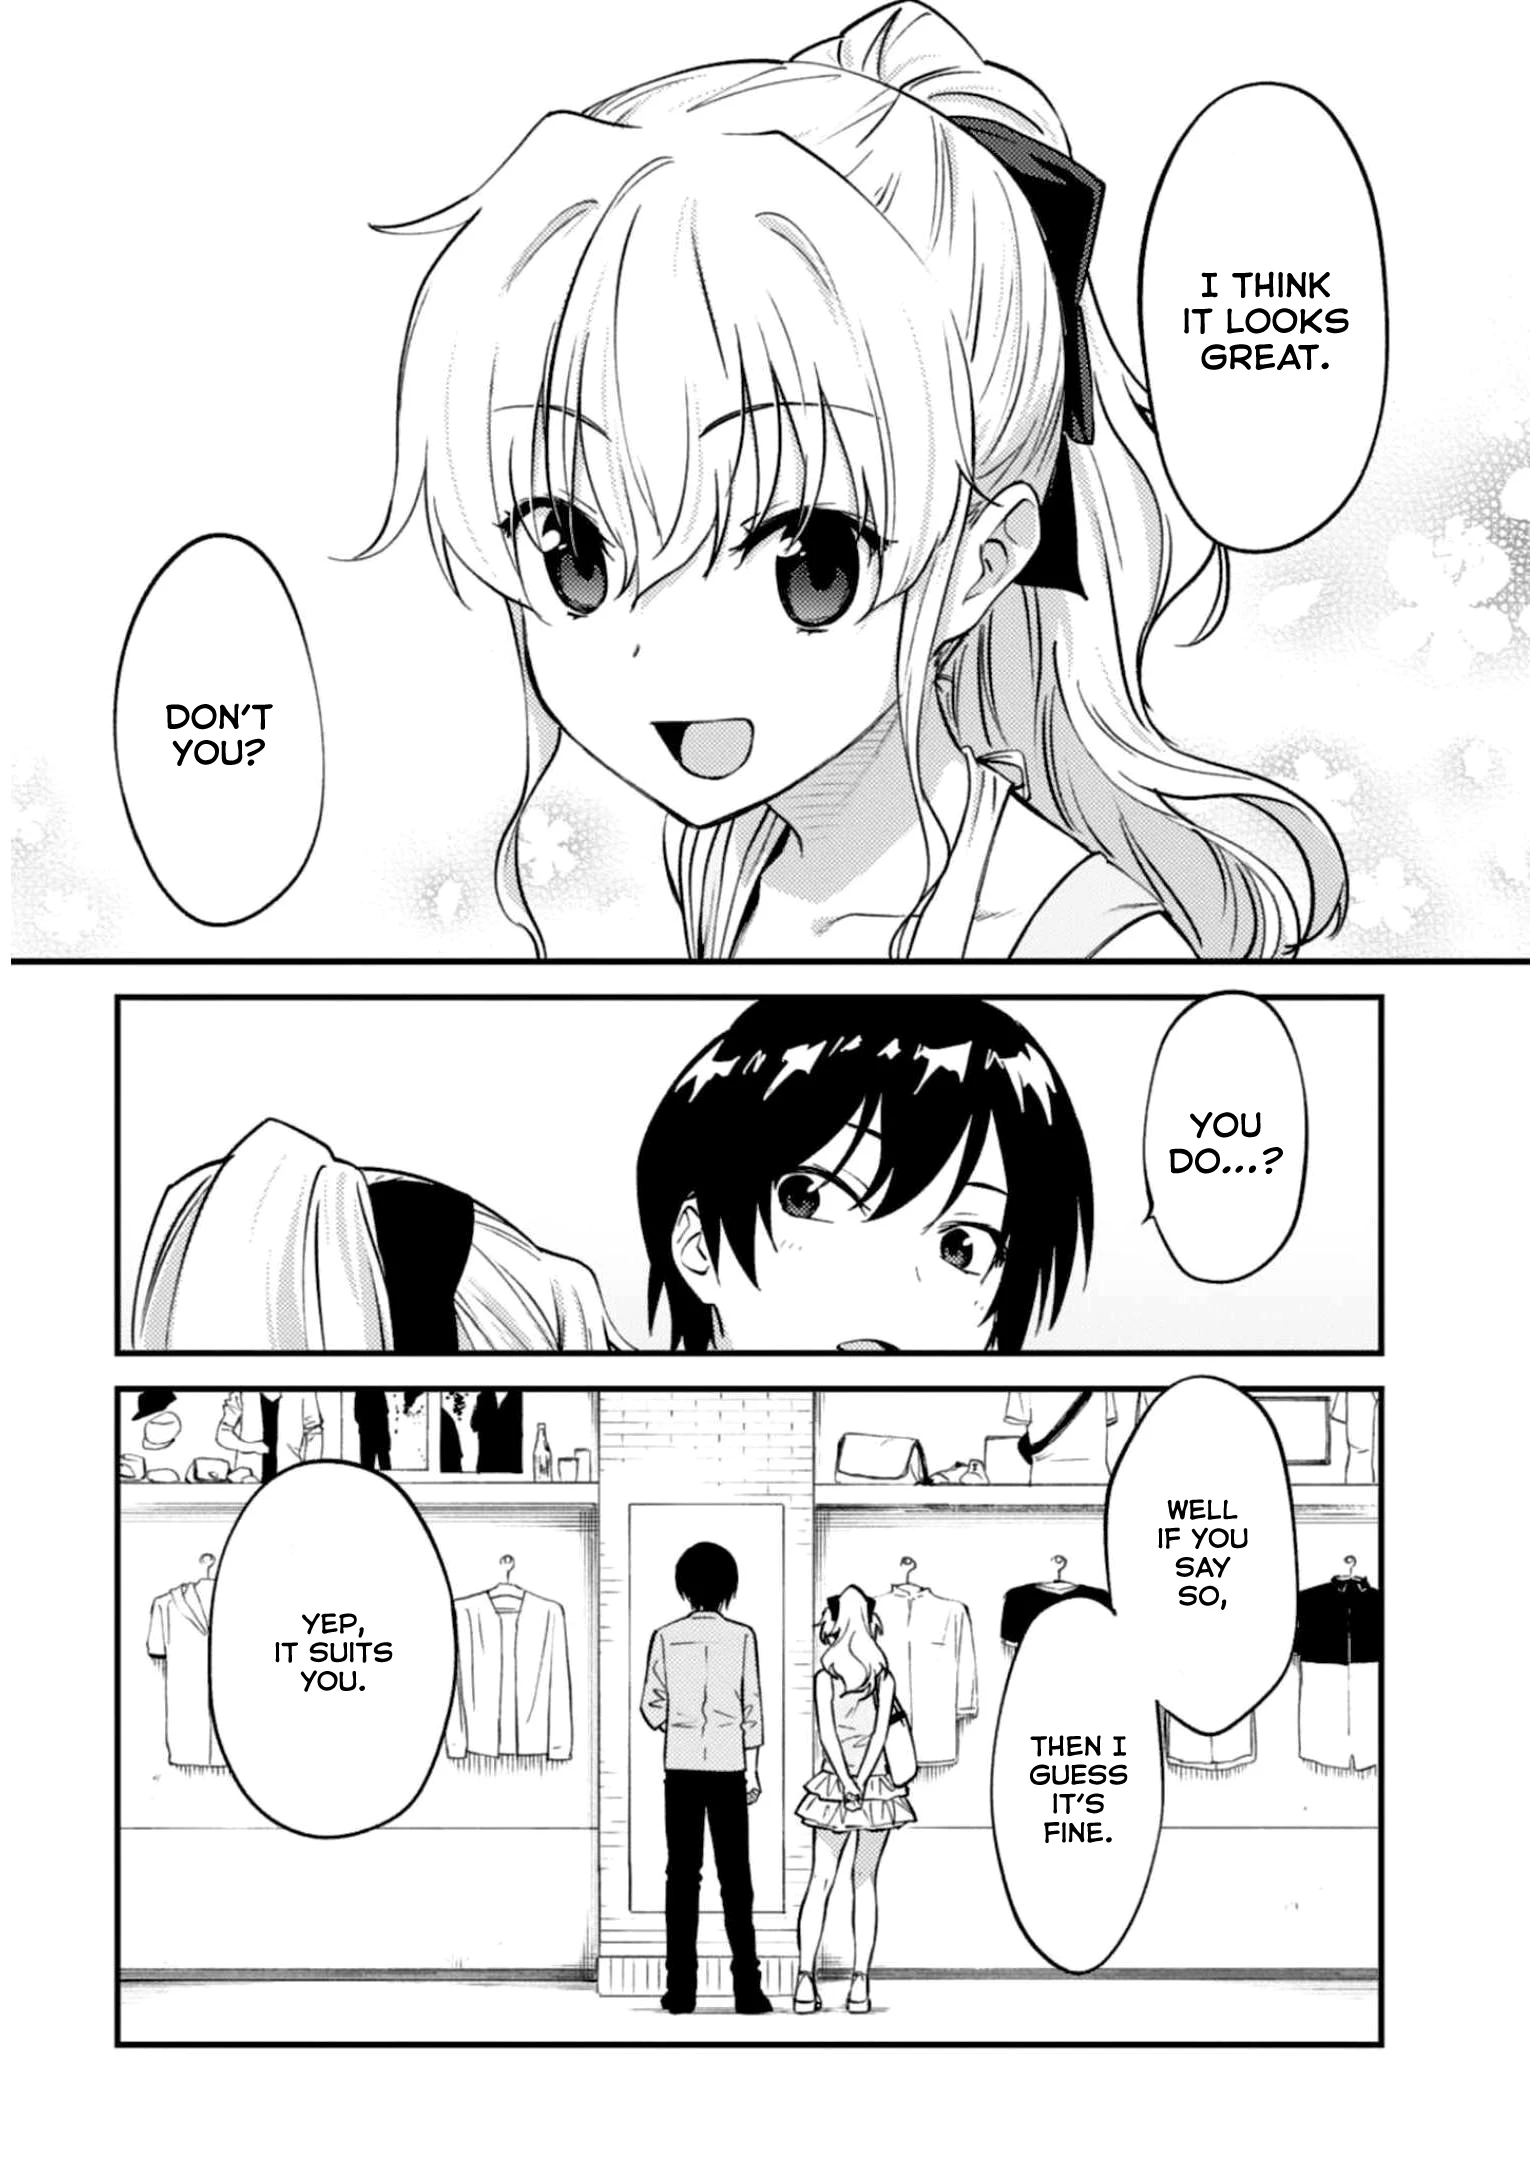 I THINK
IT LOOKS
GREAT.
DON'T
YOU?
YOU
DO...?
WELL
IF YOU
SAY
SO,
THEN I
GUESS
IT'S
FINE.
YEP,
IT SUITS
YOU.